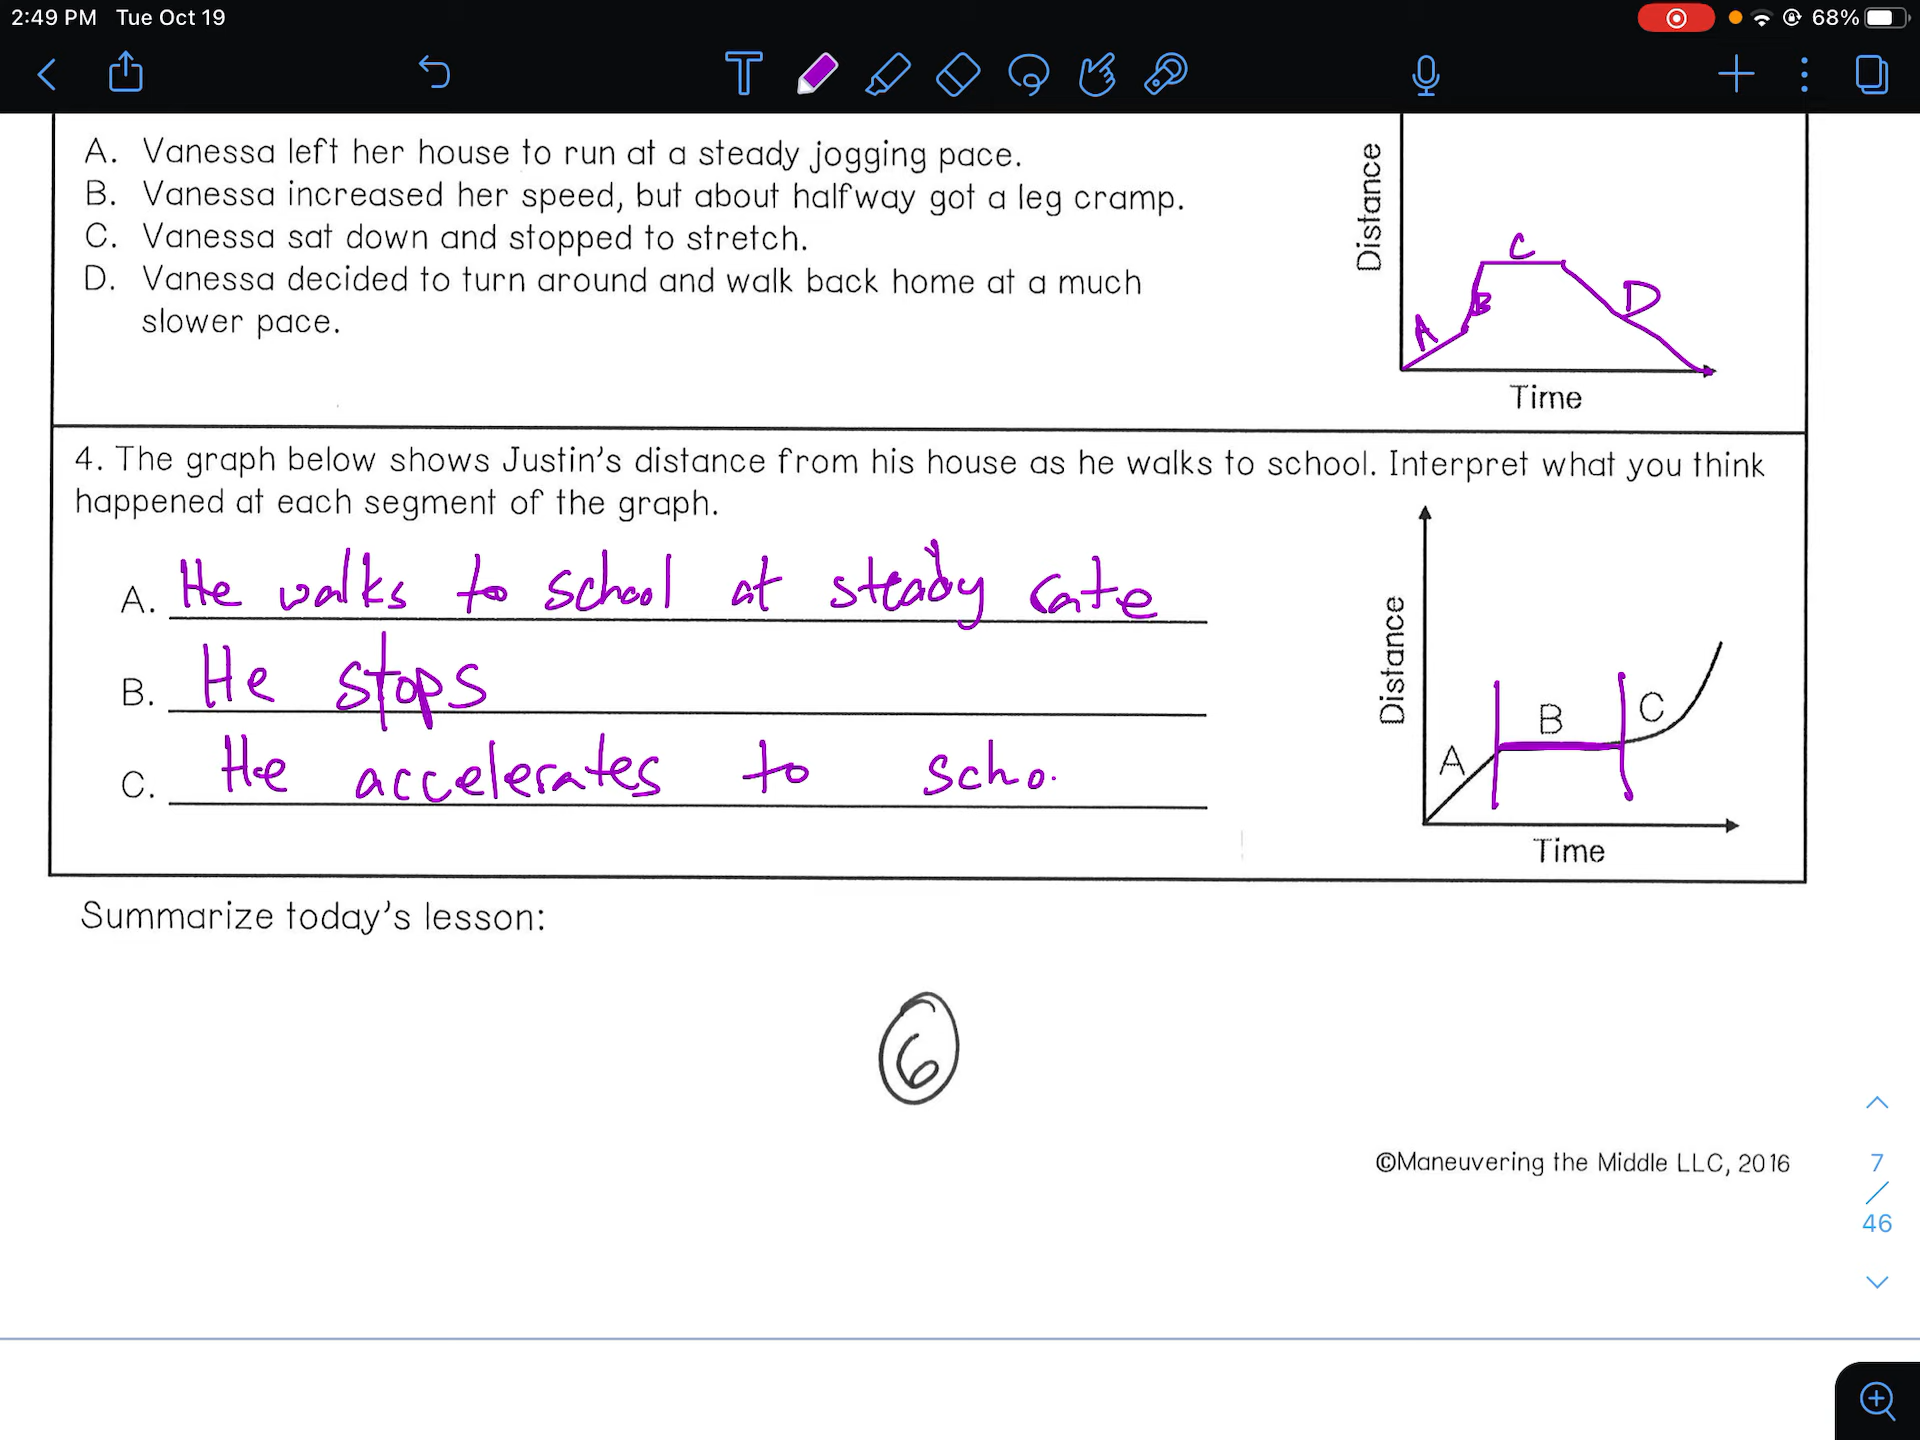 2:49 PM Tue Oct 19
68%
A. Vanessa left her house to run at a steady jogging pace.
B. Vanessa increased her speed, but about halfway got a leg cramp.
C. Vanessa sat down and stopped to stretch.
D. Vanessa decided to turn around and walk back home at a much
slower pace.
Distance
A
B
C
D
Time
4. The graph below shows Justin's distance from his house as he walks to school. Interpret what you think
happened at each segment of the graph.
A. He walks to school at steady rate
B. He stops
C. He accelerates to scho
Distance
A
B
C
Time
Summarize today's lesson:
6
©Maneuvering the Middle LLC, 2016
7
/
46